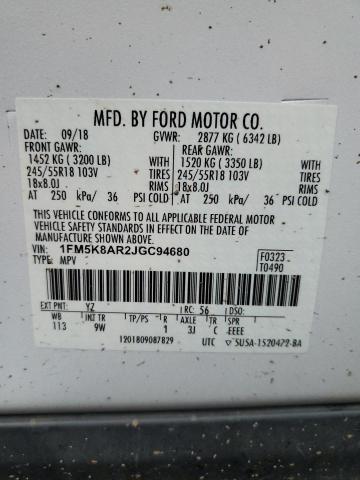 MFD. BY FORD MOTOR CO.
DATE: 09/18 GVWR: 2877 KG ( 6342 LB)
FRONT GAWR: REAR GAWR:
1452 KG ( 3200 LB) 1520 KG ( 3350 LB)
245/55R18 103V TIRES 245/55R18 103V TIRES
18x8.0J RIMS 18x8.0J RIMS
AT 250 kPa/ 36 PSI COLD AT 250 kPa/ 36 PSI COLD
THIS VEHICLE CONFORMS TO ALL APPLICABLE FEDERAL MOTOR
VEHICLE SAFETY STANDARDS IN EFFECT ON THE DATE OF
MANUFACTURE SHOWN ABOVE.
VIN: 1FM5K8AR2JGC94680 F0323
TYPE: MPV T0490
EXT PNT: YZ RC: 56 DSO:
WB INT TR TP/PS R AXLE TR SPR
113 9W 1 3J C EEEE
1201809087829 UTC 5USA-1520472-BA